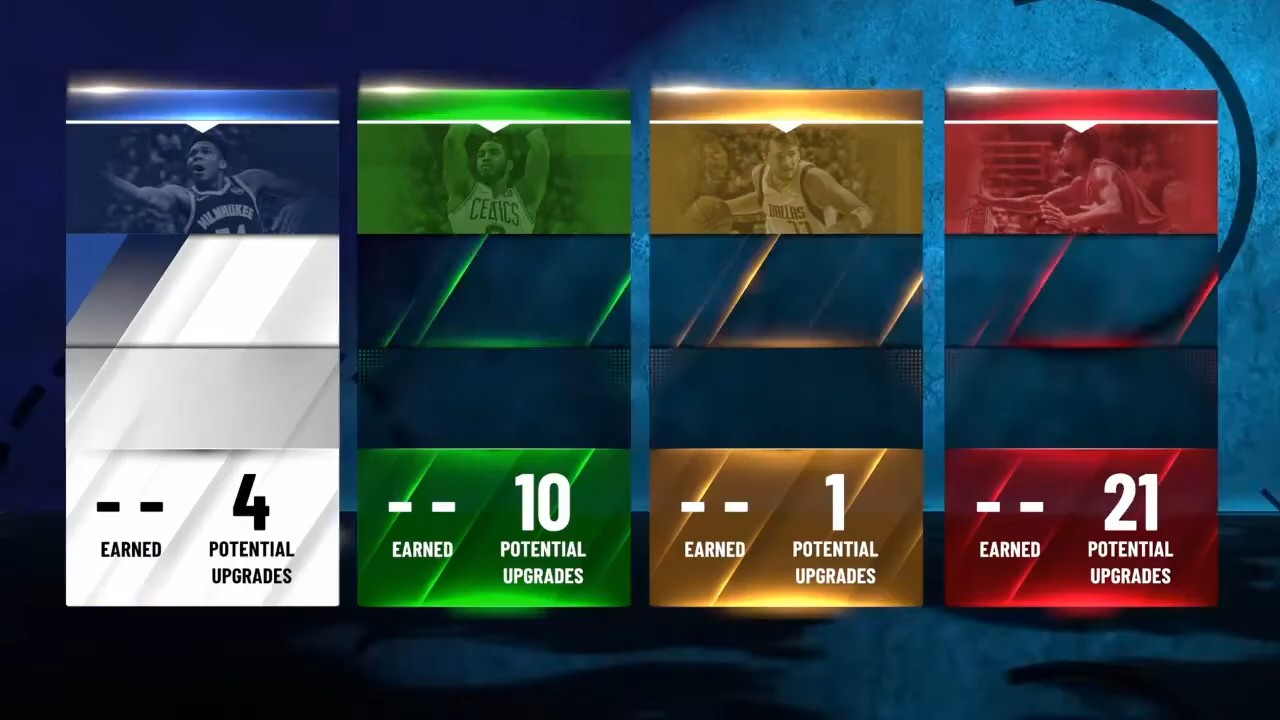 MILWAUKEE
CELTICS
DALLAS
- - 4
EARNED POTENTIAL
UPGRADES
- - 10
EARNED POTENTIAL
UPGRADES
- - 1
EARNED POTENTIAL
UPGRADES
- - 21
EARNED POTENTIAL
UPGRADES